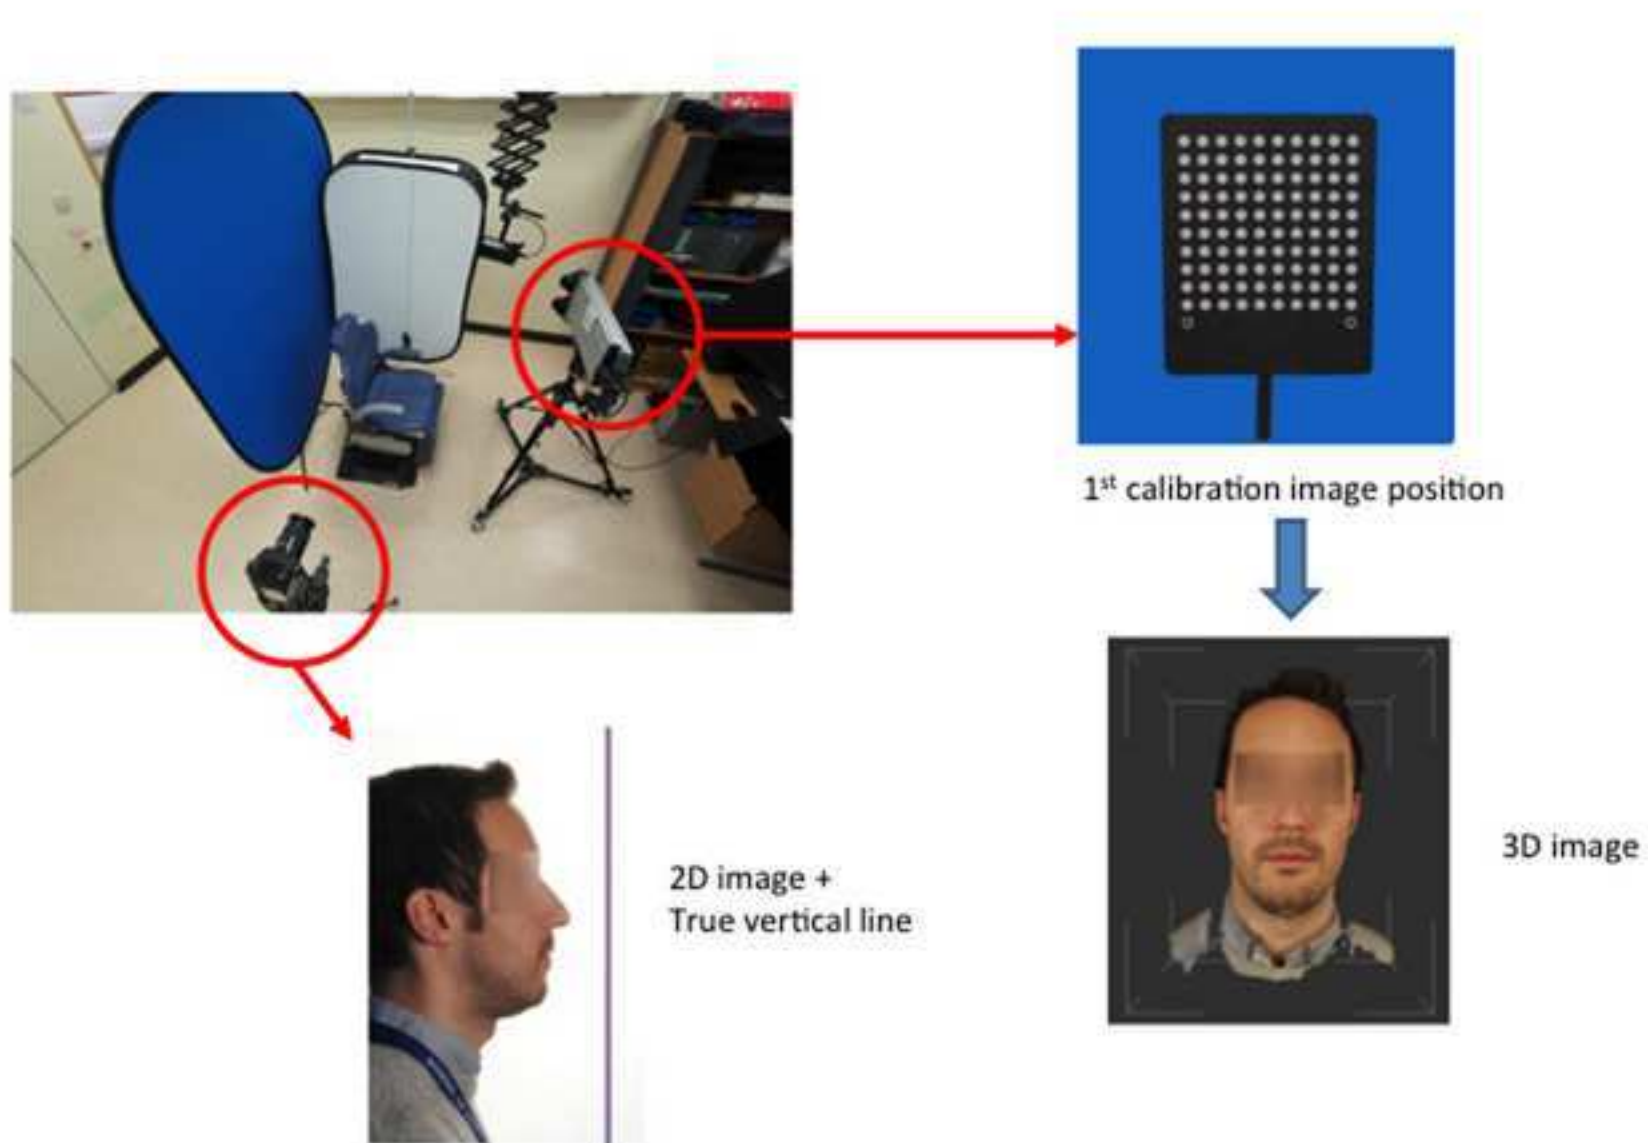 1st calibration image position
2D image +
True vertical line
3D image